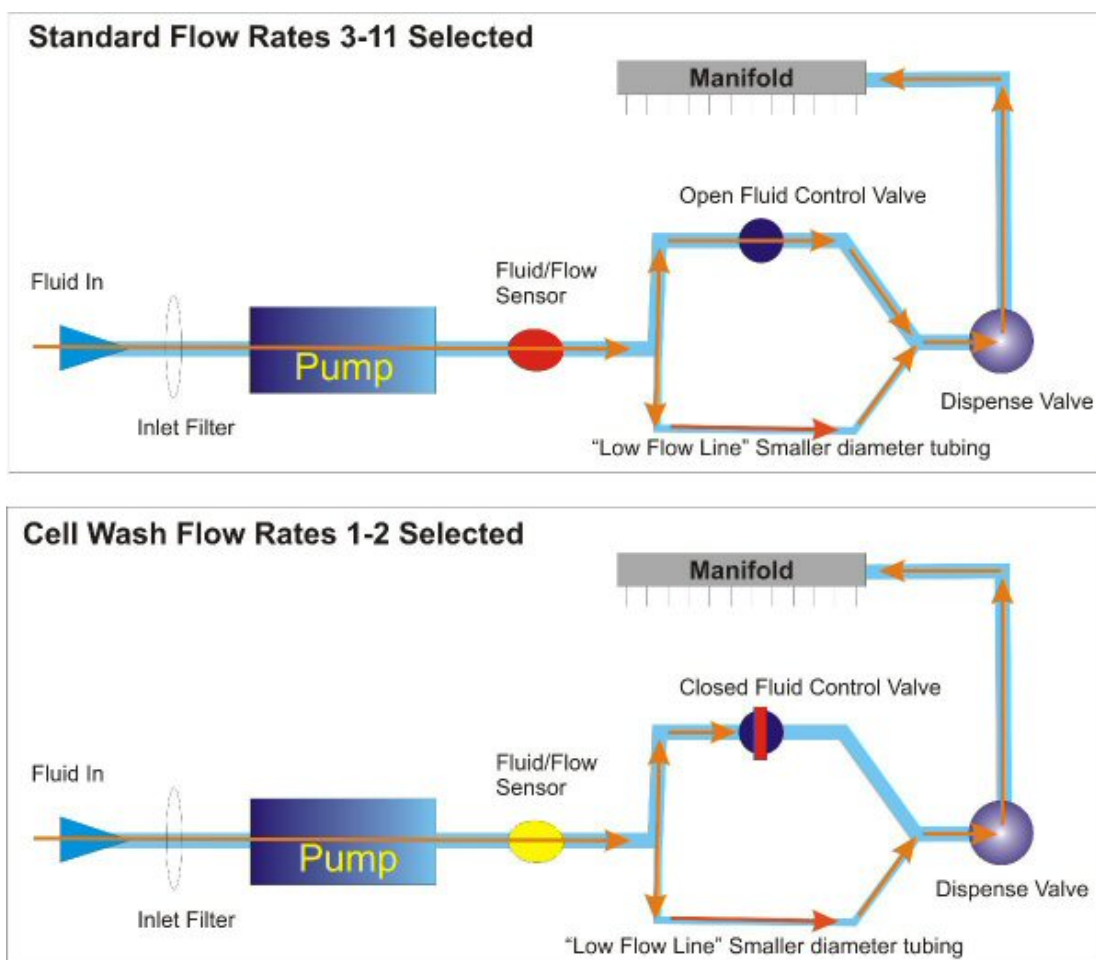 Standard Flow Rates 3-11 Selected
Manifold
Open Fluid Control Valve
Fluid In
Fluid/Flow
Sensor
Pump
Inlet Filter
Dispense Valve
“Low Flow Line” Smaller diameter tubing
Cell Wash Flow Rates 1-2 Selected
Manifold
Closed Fluid Control Valve
Fluid In
Fluid/Flow
Sensor
Pump
Inlet Filter
Dispense Valve
“Low Flow Line” Smaller diameter tubing